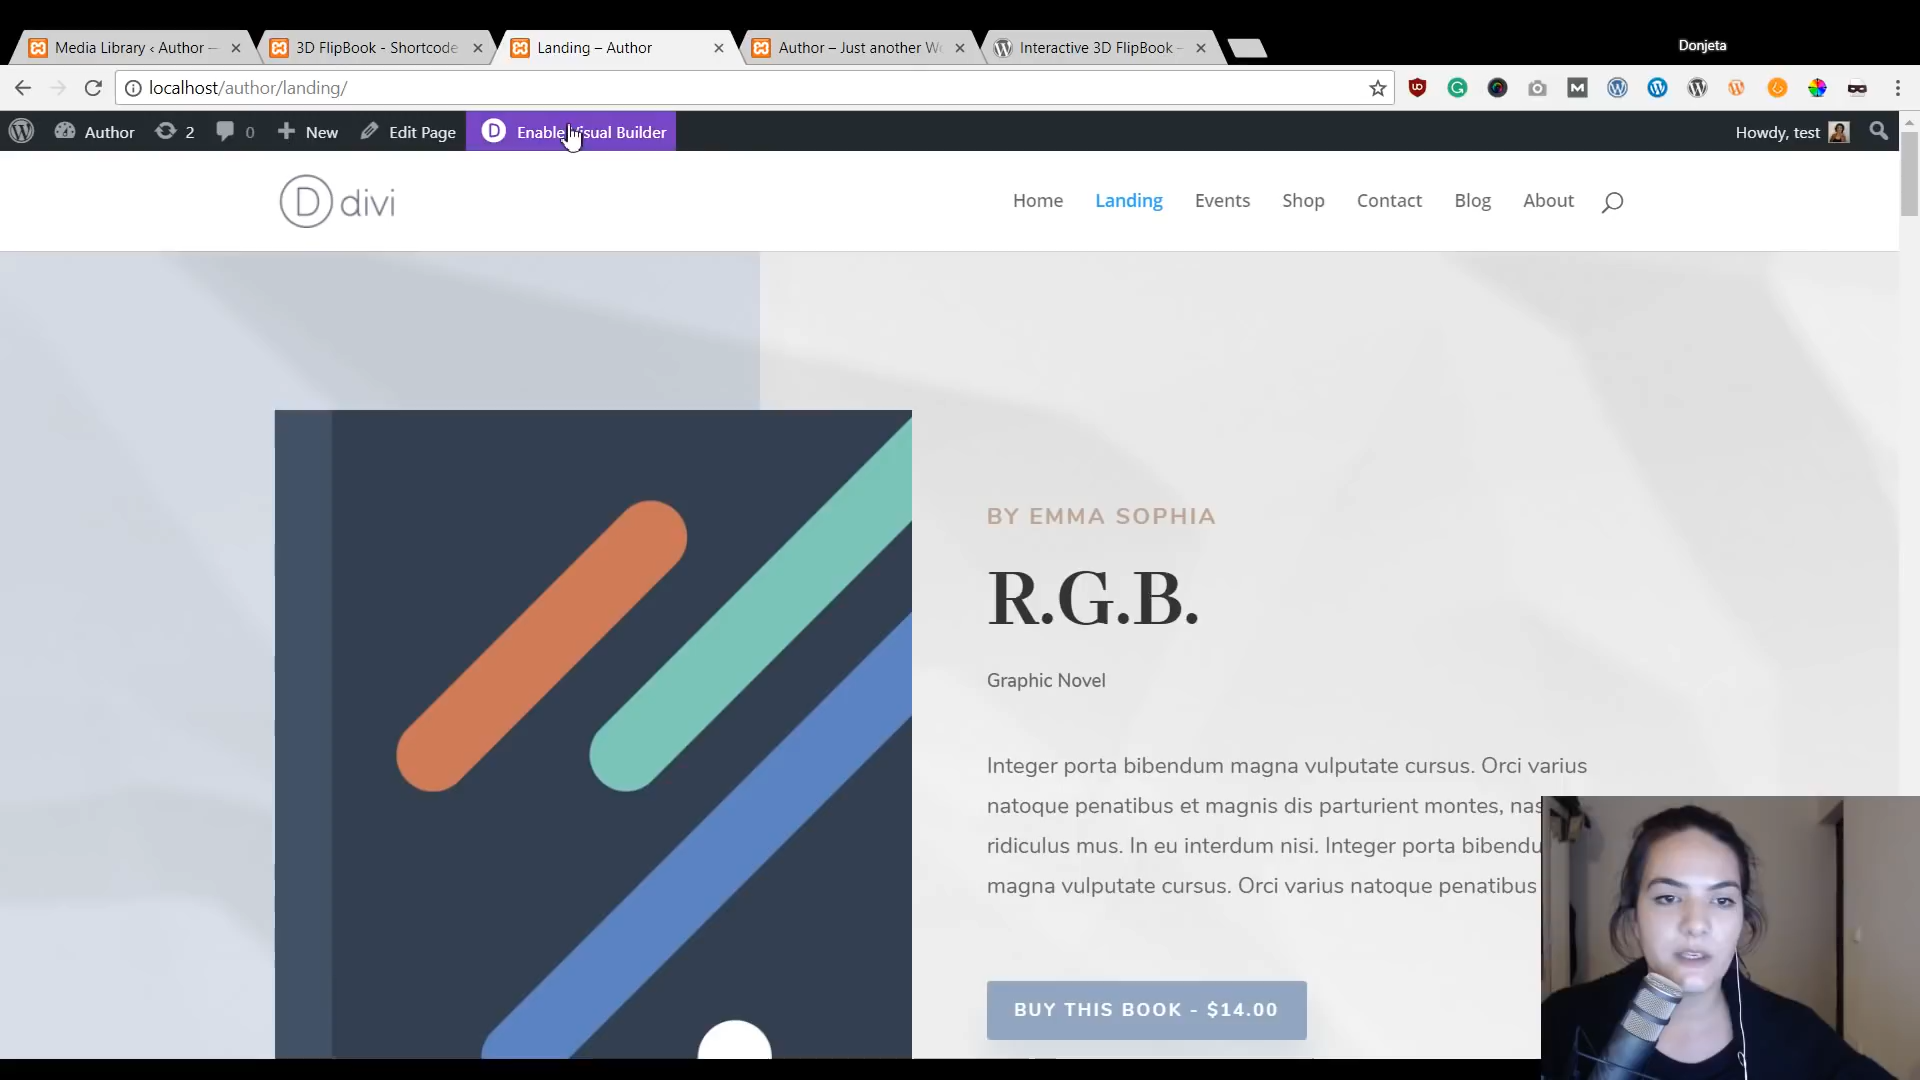 Donjeta
Media Library ‹ Author —
3D FlipBook - Shortcode
Landing – Author
Author – Just another Wo
Interactive 3D FlipBook –
localhost/author/landing/
Author 2 0 New Edit Page Enable Visual Builder Howdy, test
divi
Home Landing Events Shop Contact Blog About
BY EMMA SOPHIA
R.G.B.
Graphic Novel
Integer porta bibendum magna vulputate cursus. Orci varius
natoque penatibus et magnis dis parturient montes, nas
ridiculus mus. In eu interdum nisi. Integer porta bibendu
magna vulputate cursus. Orci varius natoque penatibus
BUY THIS BOOK - $14.00